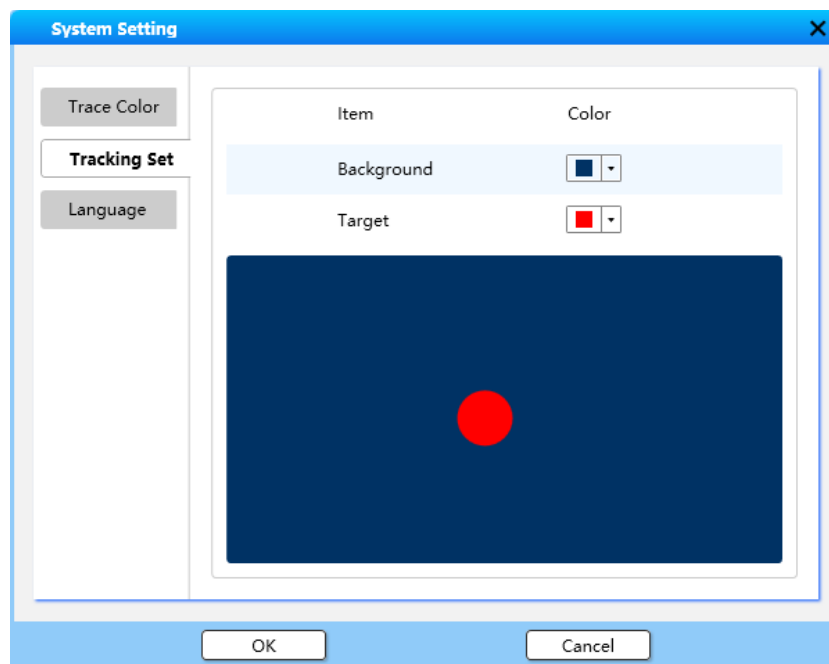 System Setting
Trace Color
Tracking Set
Language
Item Color
Background
Target
OK Cancel